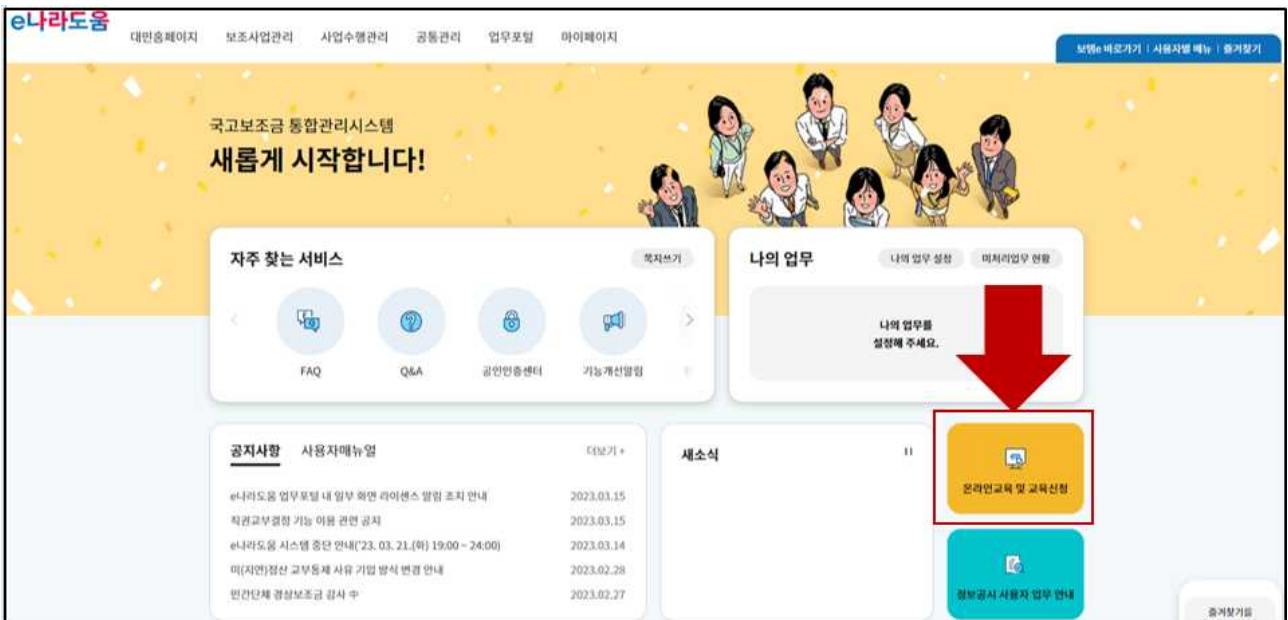 e나라도움
대민홈페이지 보조사업관리 사업수행관리 공통관리 업무포털 마이페이지
보탬e 바로가기 | 사용자별 메뉴 | 즐겨찾기
국고보조금 통합관리시스템
새롭게 시작합니다!
자주 찾는 서비스 쪽지쓰기
FAQ Q&A 공인인증센터 기능개선알림
나의 업무 나의 업무 설정 미처리업무 현황
나의 업무를
설정해 주세요.
공지사항 사용자매뉴얼 더보기 +
e나라도움 업무포털 내 일부 화면 라이센스 알림 조치 안내 2023.03.15
직권교부결정 기능 이용 관련 공지 2023.03.15
e나라도움 시스템 중단 안내('23. 03. 21.(화) 19:00 ~ 24:00) 2023.03.14
미(지연)정산 교부통제 사유 기입 방식 변경 안내 2023.02.28
민간단체 경상보조금 감사 中 2023.02.27
새소식
온라인교육 및 교육신청
정보공시 사용자 업무 안내
즐겨찾기를